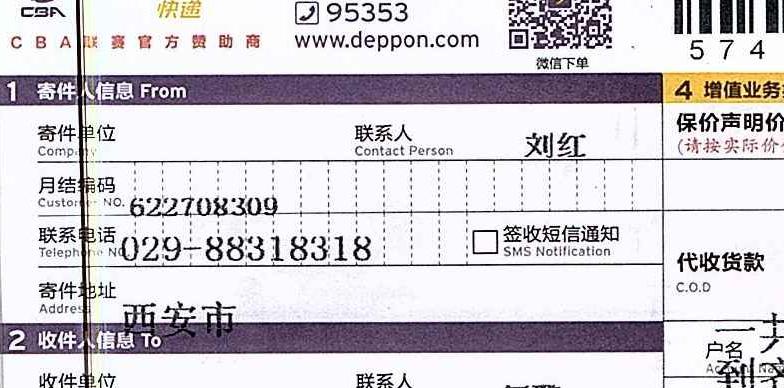 CBA 快递 95353
CBA联赛官方赞助商 www.deppon.com 微信下单 574
1 寄件人信息 From 4 增值业务
寄件单位 联系人 刘红 保价声明价
Company Contact Person (请按实际价
月结编码
Customer NO. 622708309
联系电话 029-88318318 签收短信通知
Telephone NO. SMS Notification 代收货款
寄件地址 C.O.D
Address 西安市
2 收件人信息 To 户名
收件单位 联系人